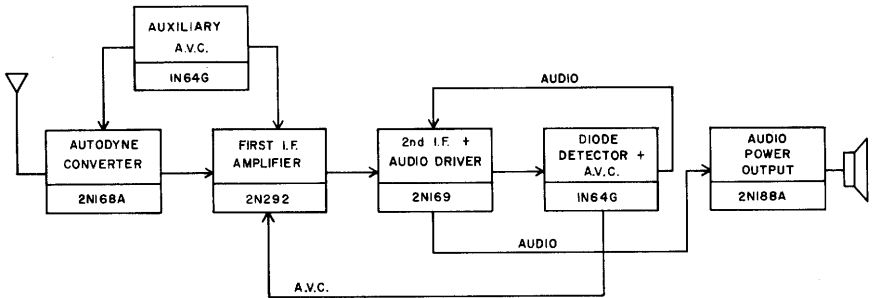 AUXILIARY
A.V.C.
1N64G
AUDIO
AUTODYNE
CONVERTER
2N168A
FIRST I.F.
AMPLIFIER
2N292
2nd I.F. +
AUDIO DRIVER
2N169
DIODE
DETECTOR +
A.V.C.
1N64G
AUDIO
POWER
OUTPUT
2N188A
AUDIO
A.V.C.